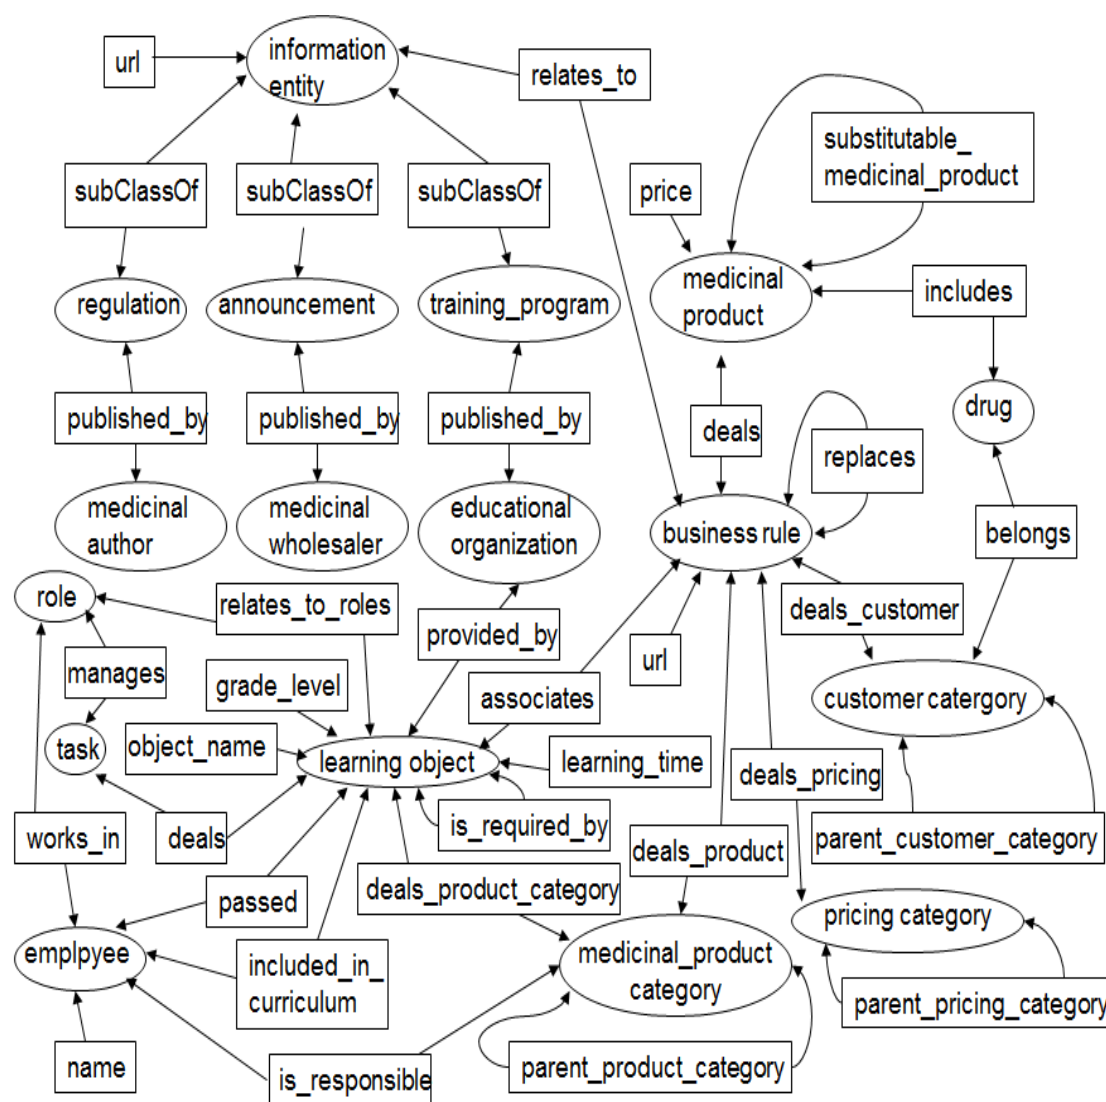 information
entity
url
relates_to
substitutable_
medicinal_product
subClassOf
subClassOf
subClassOf
price
regulation
announcement
training_program
medicinal
product
includes
published_by
published_by
published_by
deals
drug
replaces
medicinal
author
medicinal
wholesaler
educational
organization
business rule
belongs
role
relates_to_roles
provided_by
deals_customer
manages
url
grade_level
associates
customer catergory
task
object_name
learning object
learning_time
deals_pricing
works_in
deals
is_required_by
deals_product
parent_customer_category
passed
deals_product_category
pricing category
emplpyee
included_in_
curriculum
medicinal_product
category
parent_pricing_category
name
is_responsible
parent_product_category